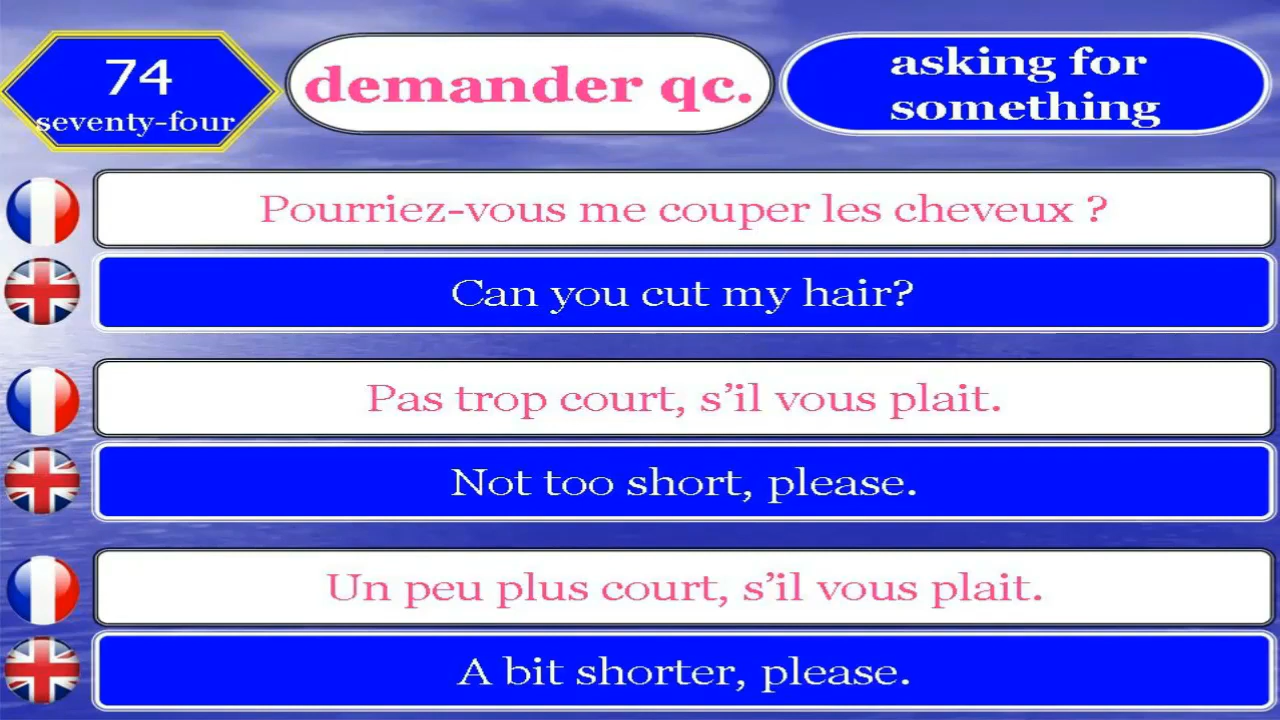 74
seventy-four
demander qc.
asking for
something
Pourriez-vous me couper les cheveux ?
Can you cut my hair?
Pas trop court, s’il vous plait.
Not too short, please.
Un peu plus court, s’il vous plait.
A bit shorter, please.